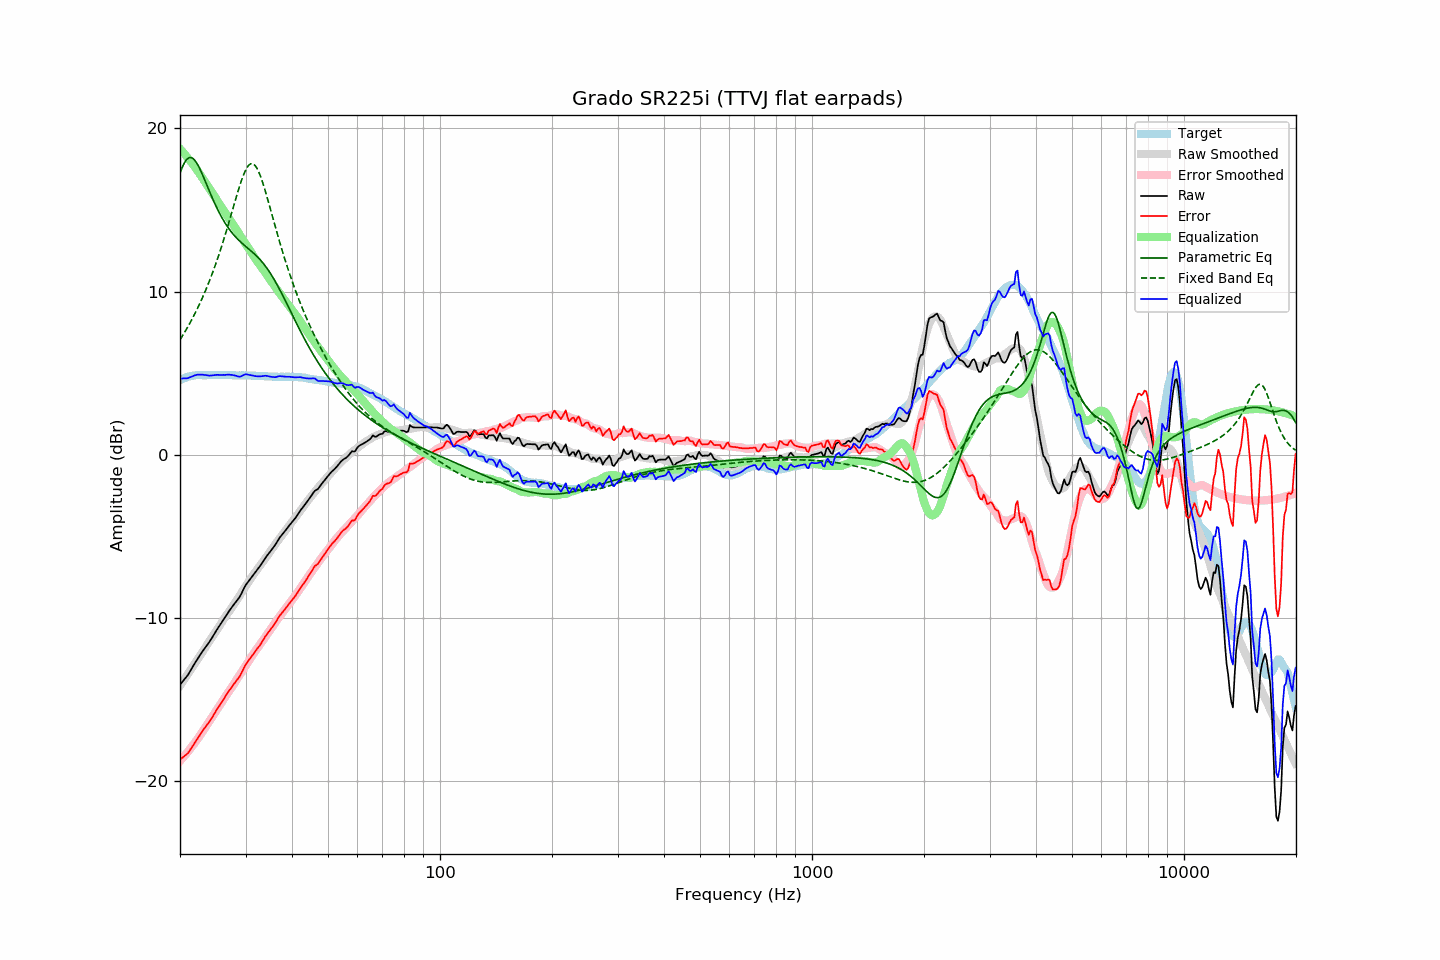 Grado SR225i (TTVJ flat earpads)
20
10
0
−10
−20
Amplitude (dBr)
Target
Raw Smoothed
Error Smoothed
Raw
Error
Equalization
Parametric Eq
Fixed Band Eq
Equalized
100
1000
10000
Frequency (Hz)